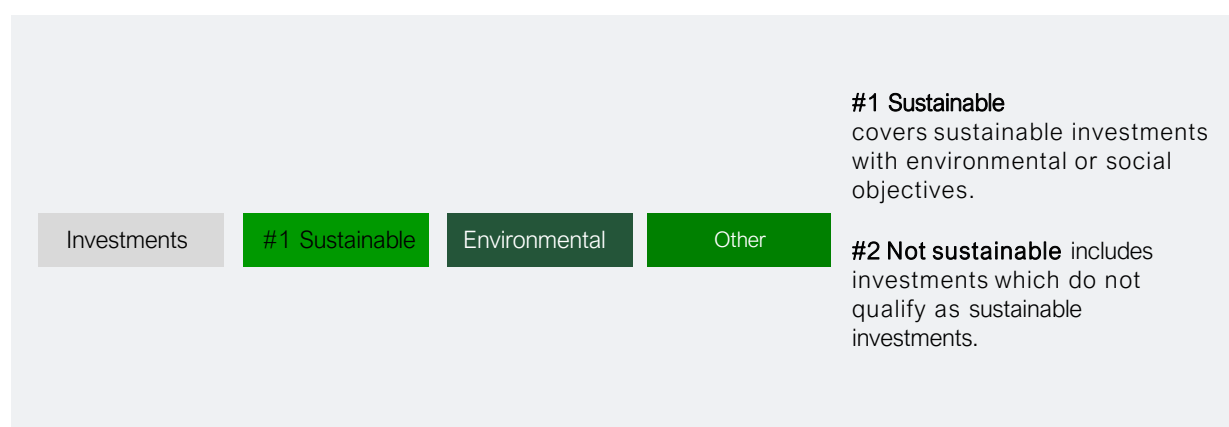 Investments
#1 Sustainable
Environmental
Other
#1 Sustainable
covers sustainable investments
with environmental or social
objectives.
#2 Not sustainable includes
investments which do not
qualify as sustainable
investments.